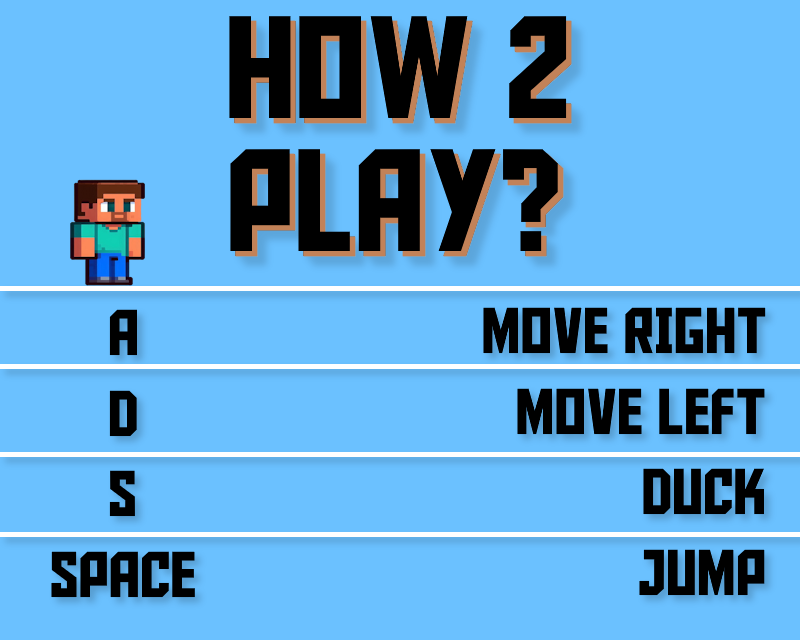 HOW 2
PLAY?
A MOVE RIGHT
D MOVE LEFT
S DUCK
SPACE JUMP